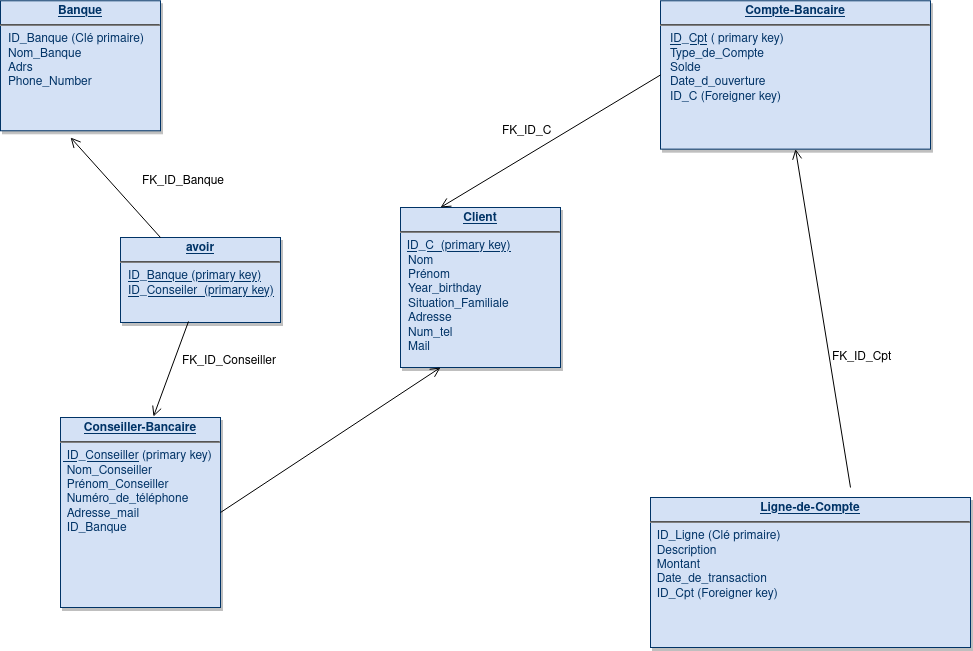 Banque
ID_Banque (Clé primaire)
Nom_Banque
Adrs
Phone_Number
Compte-Bancaire
ID_Cpt ( primary key)
Type_de_Compte
Solde
Date_d_ouverture
ID_C (Foreigner key)
FK_ID_C
FK_ID_Banque
Client
ID_C (primary key)
Nom
Prénom
Year_birthday
Situation_Familiale
Adresse
Num_tel
Mail
avoir
ID_Banque (primary key)
ID_Conseiler (primary key)
FK_ID_Conseiller
FK_ID_Cpt
Conseiller-Bancaire
ID_Conseiller (primary key)
Nom_Conseiller
Prénom_Conseiller
Numéro_de_téléphone
Adresse_mail
ID_Banque
Ligne-de-Compte
ID_Ligne (Clé primaire)
Description
Montant
Date_de_transaction
ID_Cpt (Foreigner key)